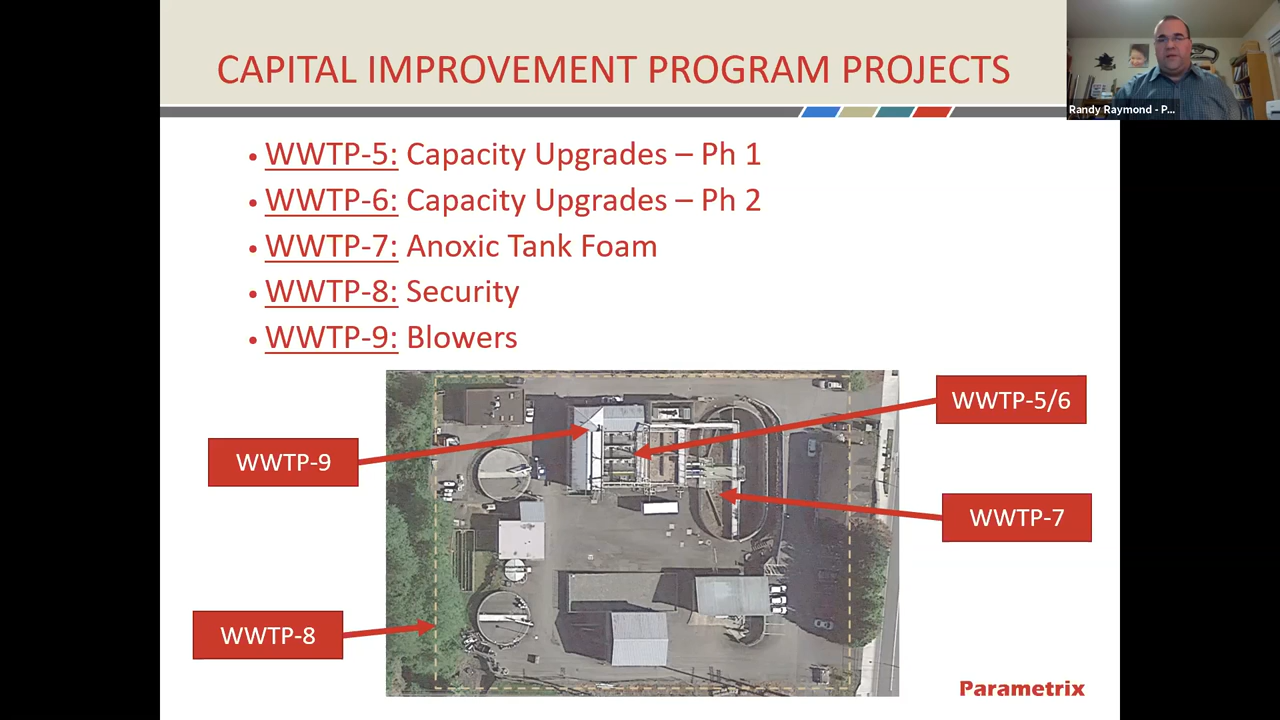 CAPITAL IMPROVEMENT PROGRAM PROJECTS
Randy Raymond - P...
• WWTP-5: Capacity Upgrades – Ph 1
• WWTP-6: Capacity Upgrades – Ph 2
• WWTP-7: Anoxic Tank Foam
• WWTP-8: Security
• WWTP-9: Blowers
WWTP-5/6
WWTP-9
WWTP-7
WWTP-8
Parametrix